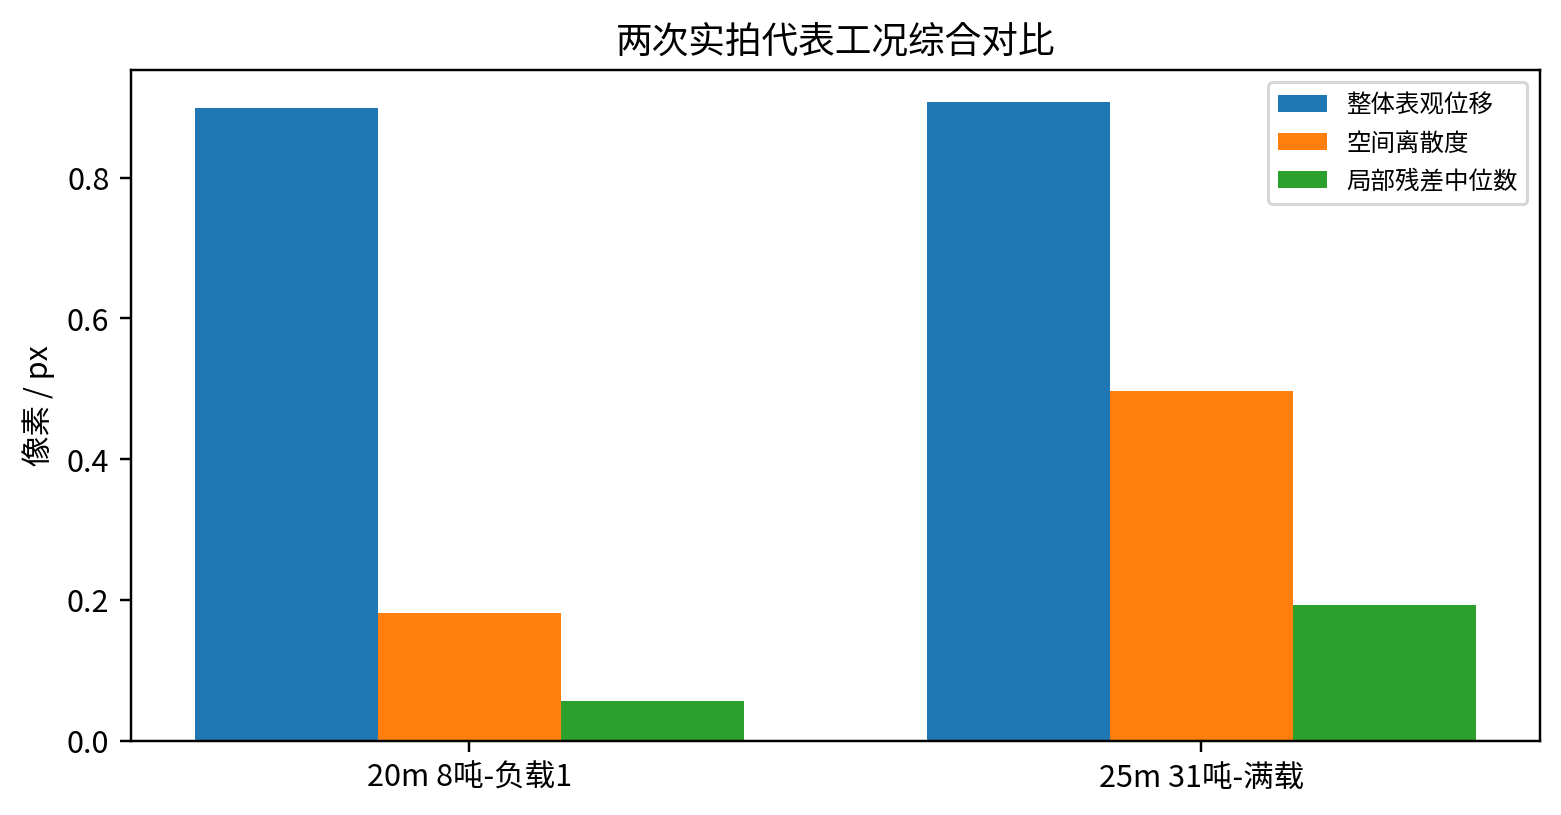 两次实拍代表工况综合对比
整体表观位移
空间离散度
局部残差中位数
像素 / px
0.8
0.6
0.4
0.2
0.0
20m 8吨-负载1
25m 31吨-满载